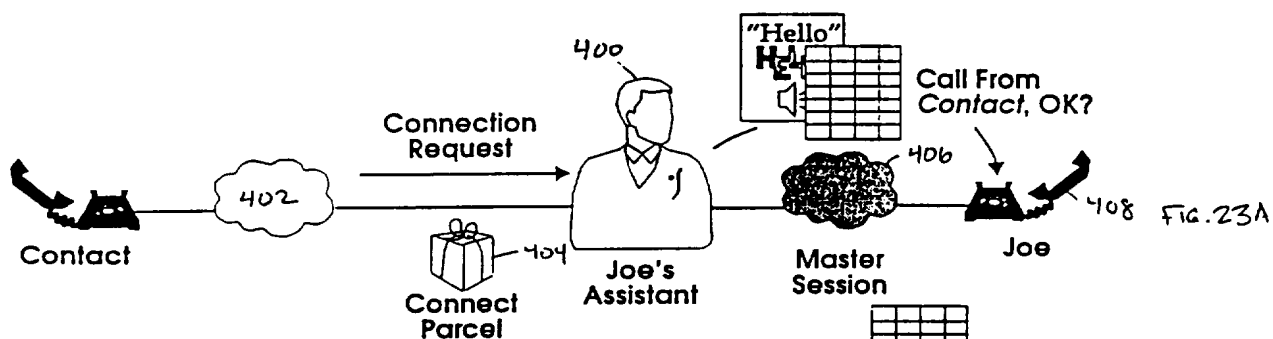 400
"Hello"
Call From
Contact, OK?
Connection
Request
402
406
408
FIG. 23A
Contact
404
Connect
Parcel
Joe's
Assistant
Master
Session
Joe